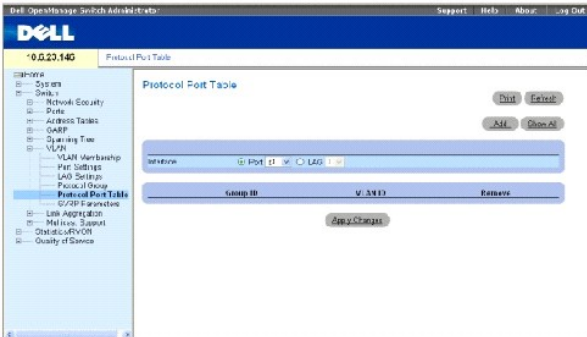 Dell OpenManage Switch Administrator Support Help About Log Out
DELL
10.6.23.146 Protocol Port Table
Home
System
Switch
Network Security
Ports
Address Tables
GARP
Spanning Tree
VLAN
VLAN Membership
Port Settings
LAG Settings
Protocol Group
Protocol Port Table
GVRP Parameters
Link Aggregation
Multicast Support
Statistics/RMON
Quality of Service
Protocol Port Table
Print Refresh
Add Show All
Interface Port g1 LAG 1
Group ID VLAN ID Remove
Apply Changes